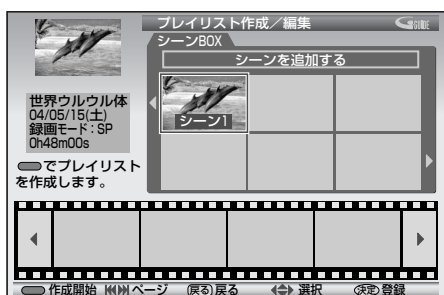 プレイリスト作成／編集
GGUIDE
シーンBOX
シーンを追加する
シーン1
世界ウルウル体
04/05/15(土)
録画モード：SP
0h48m00s
でプレイリスト
を作成します。
作成開始 ページ 戻る 戻る 選択 決定 登録